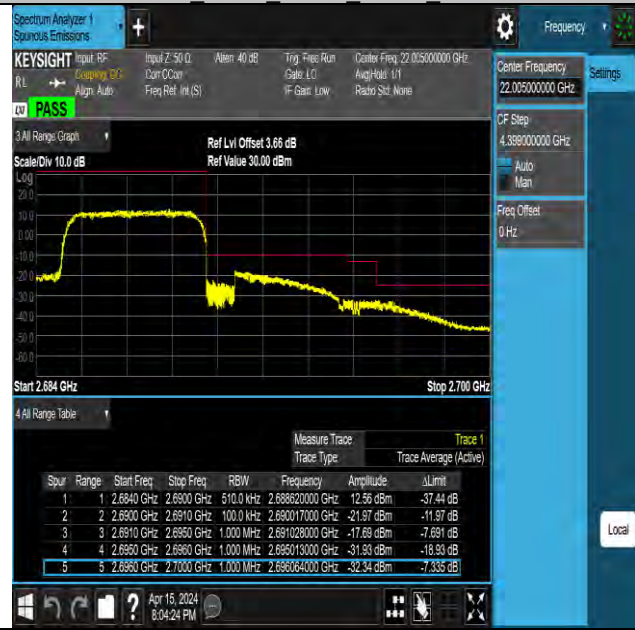 Spectrum Analyzer 1
Spurious Emissions
Frequency
KEYSIGHT
Input: RF
Input Z: 50 Ω
Atten: 40 dB
Trig: Free Run
Center Freq: 22.005000000 GHz
RL
Coupling: DC
Corr CCorr
Gate: LO
Avg|Hold: 1/1
Align: Auto
Freq Ref: Int (S)
IF Gain: Low
Radio Std: None
LXI
PASS
Center Frequency
22.005000000 GHz
Settings
CF Step
4.399000000 GHz
Auto
Man
Freq Offset
0 Hz
3 All Range Graph
Ref Lvl Offset 3.66 dB
Scale/Div 10.0 dB
Ref Value 30.00 dBm
Log
20.0
10.0
0.00
-10.0
-20.0
-30.0
-40.0
-50.0
-60.0
Start 2.684 GHz
Stop 2.700 GHz
4 All Range Table
Measure Trace
Trace 1
Trace Type
Trace Average (Active)
Spur Range Start Freq Stop Freq RBW Frequency Amplitude ΔLimit
1 1 2.6840 GHz 2.6900 GHz 510.0 kHz 2.688620000 GHz 12.56 dBm -37.44 dB
2 2 2.6900 GHz 2.6910 GHz 100.0 kHz 2.690017000 GHz -21.97 dBm -11.97 dB
3 3 2.6910 GHz 2.6950 GHz 1.000 MHz 2.691028000 GHz -17.69 dBm -7.691 dB
4 4 2.6950 GHz 2.6960 GHz 1.000 MHz 2.695013000 GHz -31.93 dBm -18.93 dB
5 5 2.6960 GHz 2.7000 GHz 1.000 MHz 2.696064000 GHz -32.34 dBm -7.335 dB
Local
?
Apr 15, 2024
8:04:24 PM